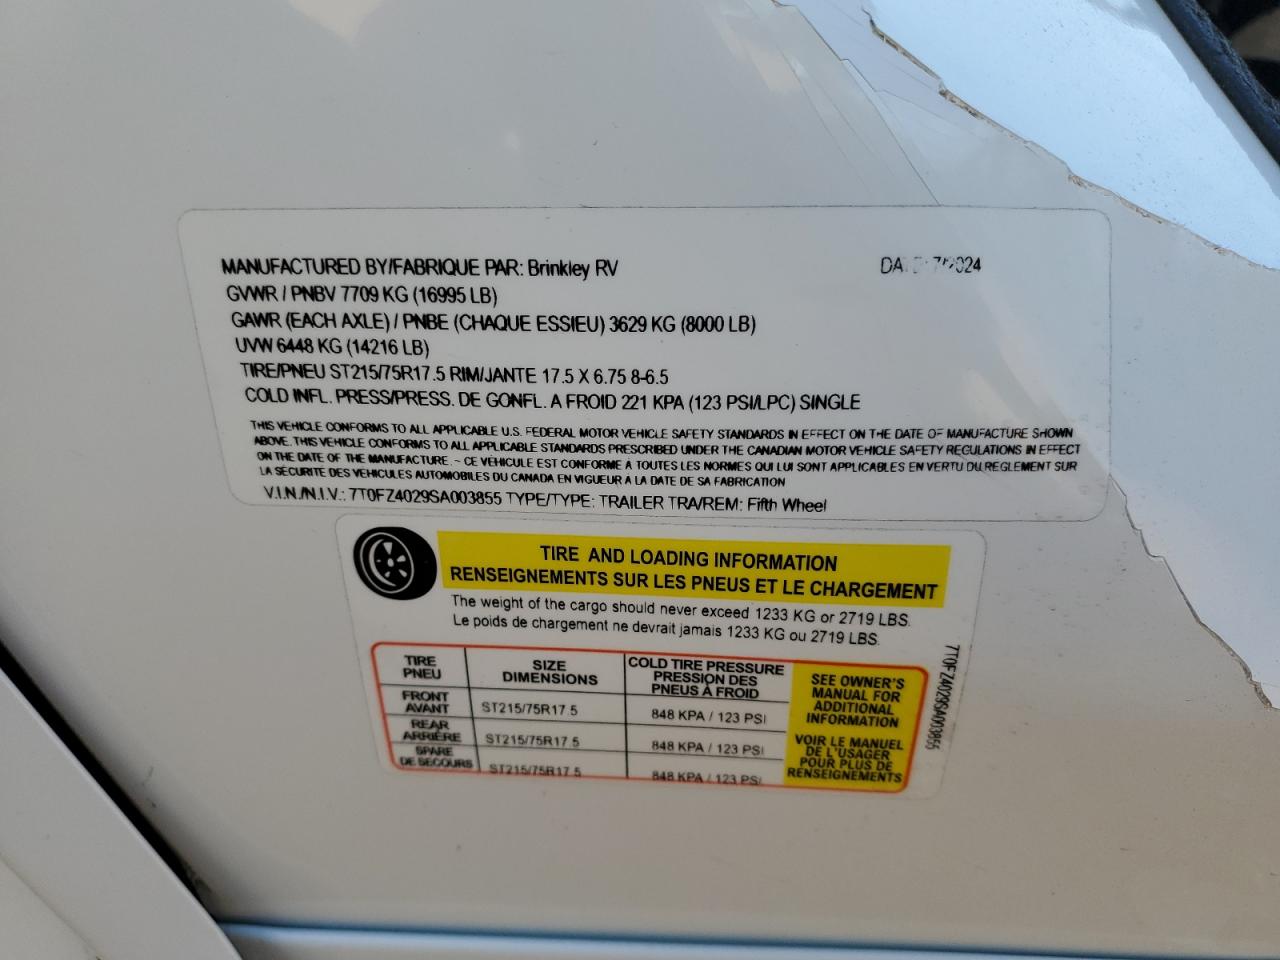 MANUFACTURED BY/FABRIQUE PAR: Brinkley RV
7/2024
GVWR / PNBV 7709 KG (16995 LB)
GAWR (EACH AXLE) / PNBE (CHAQUE ESSIEU) 3629 KG (8000 LB)
UVW 6448 KG (14216 LB)
TIRE/PNEU ST215/75R17.5 RIM/JANTE 17.5 X 6.75 8-6.5
COLD INFL. PRESS/PRESS. DE GONFL. A FROID 221 KPA (123 PSI/LPC) SINGLE
THIS VEHICLE CONFORMS TO ALL APPLICABLE U.S. FEDERAL MOTOR VEHICLE SAFETY STANDARDS IN EFFECT ON THE DATE OF MANUFACTURE SHOWN
ABOVE. THIS VEHICLE CONFORMS TO ALL APPLICABLE STANDARDS PRESCRIBED UNDER THE CANADIAN MOTOR VEHICLE SAFETY REGULATIONS IN EFFECT
ON THE DATE OF THE MANUFACTURE. - CE VÉHICULE EST CONFORME A TOUTES LES NORMES QUI LUI SONT APPLICABLES EN VERTU DU REGLEMENT SUR
LA SÉCURITE DES VEHICULES AUTOMOBILES DU CANADA EN VIGUEUR A LA DATE DE SA FABRICATION
V.I.N./N.I.V.: 7T0FZ4029SA003855 TYPE/TYPE: TRAILER TRA/REM: Fifth Wheel
TIRE AND LOADING INFORMATION
RENSEIGNEMENTS SUR LES PNEUS ET LE CHARGEMENT
The weight of the cargo should never exceed 1233 KG or 2719 LBS.
Le poids de chargement ne devrait jamais 1233 KG ou 2719 LBS.
TIRE
PNEU
SIZE
DIMENSIONS
COLD TIRE PRESSURE
PRESSION DES
PNEUS À FROID
FRONT
AVANT
ST215/75R17.5
848 KPA / 123 PSI
REAR
ARRIÈRE
ST215/75R17.5
848 KPA / 123 PSI
SPARE
DE SECOURS
ST215/75R17.5
848 KPA / 123 PSI
SEE OWNER'S
MANUAL FOR
ADDITIONAL
INFORMATION
VOIR LE MANUEL
DE L'USAGER
POUR PLUS DE
RENSEIGNEMENTS
7T0FZ4029SA003855